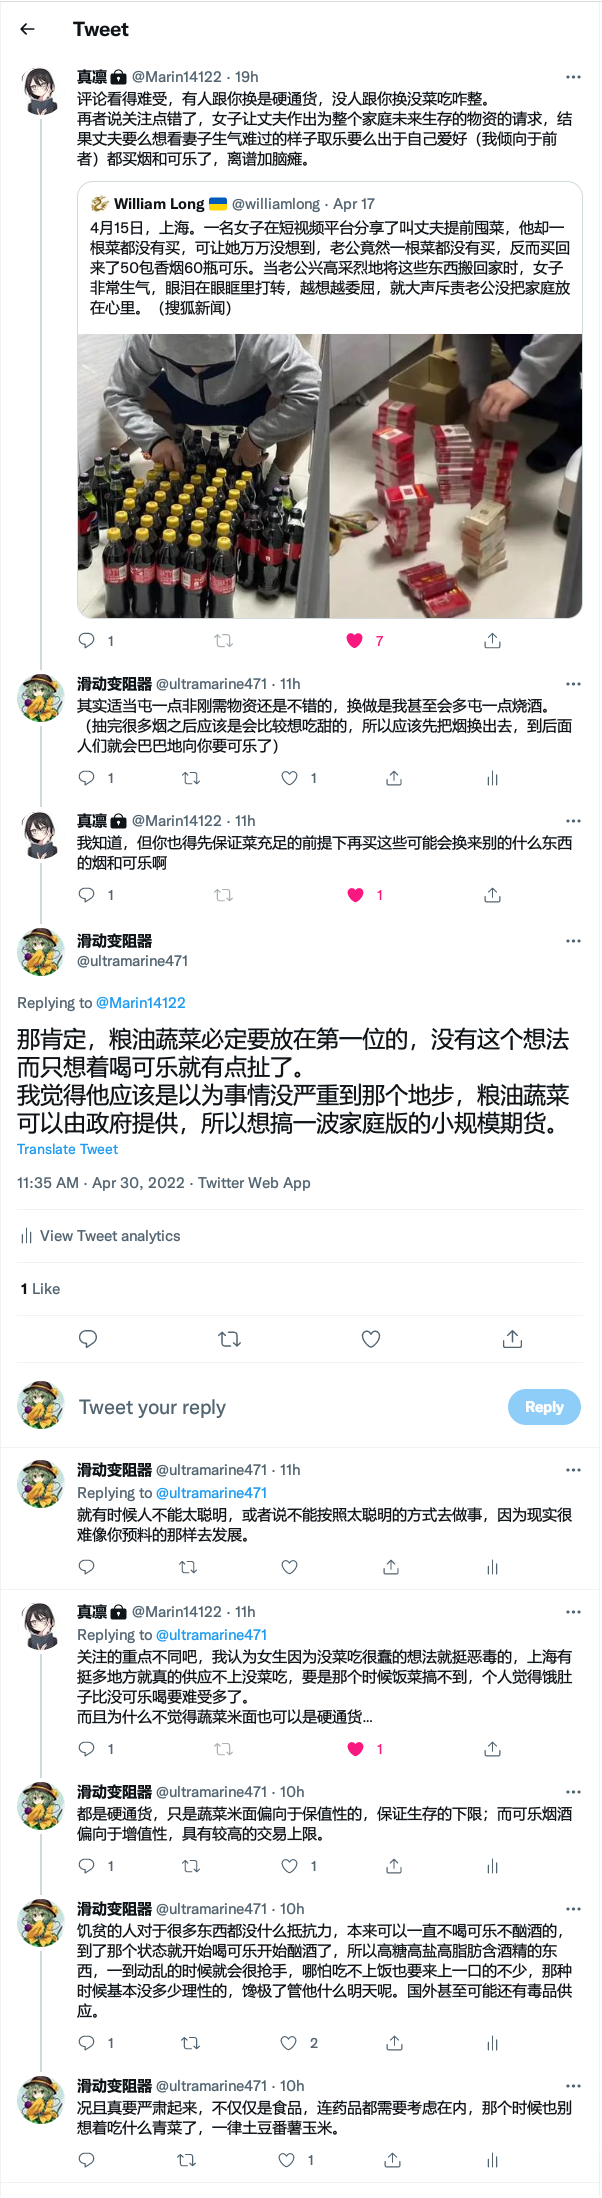 Tweet
真凛 @Marin14122 · 19h
评论看得难受，有人跟你换是硬通货，没人跟你换没菜吃咋整。
再者说关注点错了，女子让丈夫作出为整个家庭未来生存的物资的请求，结
果丈夫要么想看妻子生气难过的样子取乐要么出于自己爱好（我倾向于前
者）都买烟和可乐了，离谱加脑瘫。
William Long @williamlong · Apr 17
4月15日，上海。一名女子在短视频平台分享了叫丈夫提前囤菜，他却一
根菜都没有买，可让她万万没想到，老公竟然一根菜都没有买，反而买回
来了50包香烟60瓶可乐。当老公兴高采烈地将这些东西搬回家时，女子
非常生气，眼泪在眼眶里打转，越想越委屈，就大声斥责老公没把家庭放
在心里。（搜狐新闻）
1 7
滑动变阻器 @ultramarine471 · 11h
其实适当屯一点非刚需物资还是不错的，换做是我甚至会多屯一点烧酒。
（抽完很多烟之后应该是会比较想吃甜的，所以应该先把烟换出去，到后面
人们就会巴巴地向你要可乐了）
1 1
真凛 @Marin14122 · 11h
我知道，但你也得先保证菜充足的前提下再买这些可能会换来别的什么东西
的烟和可乐啊
1 1
滑动变阻器
@ultramarine471
Replying to @Marin14122
那肯定，粮油蔬菜必定要放在第一位的，没有这个想法
而只想着喝可乐就有点扯了。
我觉得他应该是以为事情没严重到那个地步，粮油蔬菜
可以由政府提供，所以想搞一波家庭版的小规模期货。
Translate Tweet
11:35 AM · Apr 30, 2022 · Twitter Web App
View Tweet analytics
1 Like
Tweet your reply
Reply
滑动变阻器 @ultramarine471 · 11h
Replying to @ultramarine471
就有时候人不能太聪明，或者说不能按照太聪明的方式去做事，因为现实很
难像你预料的那样去发展。
真凛 @Marin14122 · 11h
Replying to @ultramarine471
关注的重点不同吧，我认为女生因为没菜吃很蠢的想法就挺恶毒的，上海有
挺多地方就真的供应不上没菜吃，要是那个时候饭菜搞不到，个人觉得饿肚
子比没可乐喝要难受多了。
而且为什么不觉得蔬菜米面也可以是硬通货...
1 1
滑动变阻器 @ultramarine471 · 10h
都是硬通货，只是蔬菜米面偏向于保值性的，保证生存的下限；而可乐烟酒
偏向于增值性，具有较高的交易上限。
1 1
滑动变阻器 @ultramarine471 · 10h
饥贫的人对于很多东西都没什么抵抗力，本来可以一直不喝可乐不酗酒的，
到了那个状态就开始喝可乐开始酗酒了，所以高糖高盐高脂肪含酒精的东
西，一到动乱的时候就会很抢手，哪怕吃不上饭也要来上一口的不少，那种
时候基本没多少理性的，馋极了管他什么明天呢。国外甚至可能还有毒品供
应。
1 2
滑动变阻器 @ultramarine471 · 10h
况且真要严肃起来，不仅仅是食品，连药品都需要考虑在内，那个时候也别
想着吃什么青菜了，一律土豆番薯玉米。
1